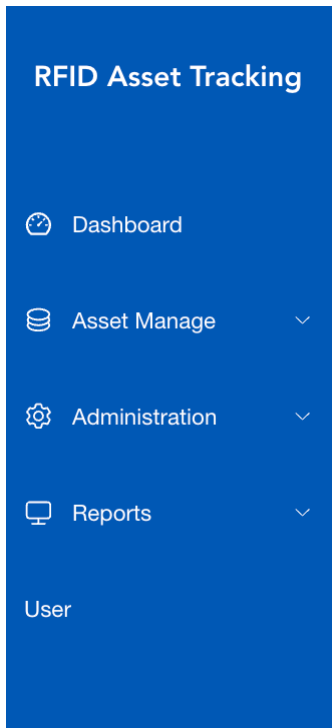 RFID Asset Tracking
Dashboard
Asset Manage
Administration
Reports
User